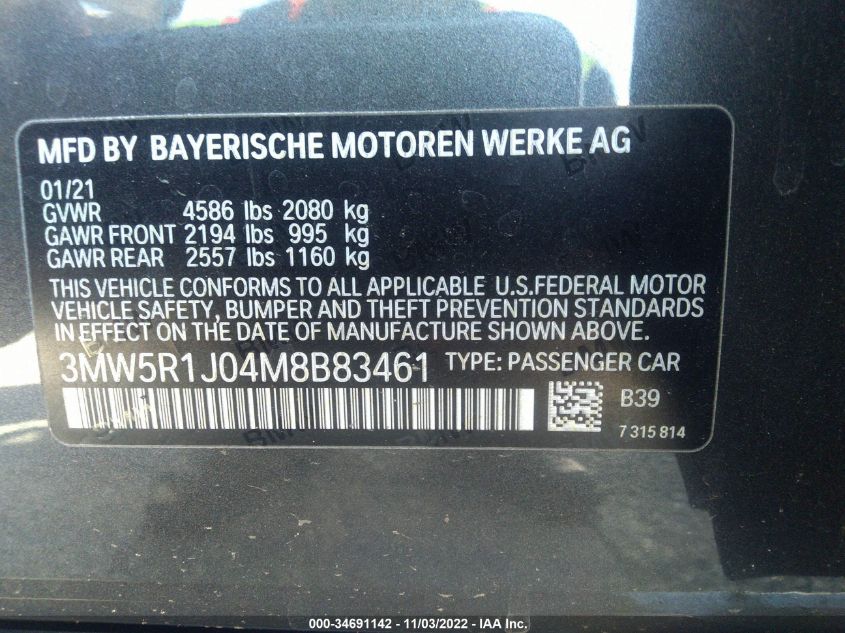 MFD BY BAYERISCHE MOTOREN WERKE AG
01/21
GVWR 4586 lbs 2080 kg
GAWR FRONT 2194 lbs 995 kg
GAWR REAR 2557 lbs 1160 kg
THIS VEHICLE CONFORMS TO ALL APPLICABLE U.S.FEDERAL MOTOR
VEHICLE SAFETY, BUMPER AND THEFT PREVENTION STANDARDS
IN EFFECT ON THE DATE OF MANUFACTURE SHOWN ABOVE.
3MW5R1J04M8B83461 TYPE: PASSENGER CAR
B39
7 315 814
000-34691142 - 11/03/2022 - IAA Inc.